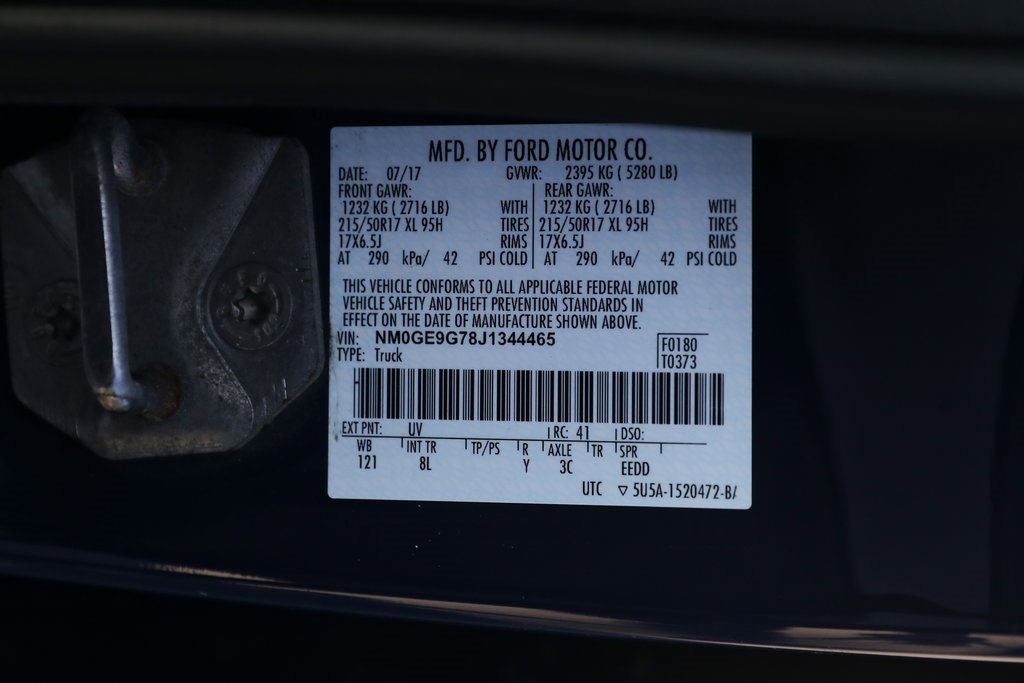 MFD. BY FORD MOTOR CO.
DATE: 07/17 GVWR: 2395 KG ( 5280 LB)
FRONT GAWR: REAR GAWR:
1232 KG ( 2716 LB) WITH 1232 KG ( 2716 LB) WITH
215/50R17 XL 95H TIRES 215/50R17 XL 95H TIRES
17X6.5J RIMS 17X6.5J RIMS
AT 290 kPa/ 42 PSI COLD AT 290 kPa/ 42 PSI COLD
THIS VEHICLE CONFORMS TO ALL APPLICABLE FEDERAL MOTOR
VEHICLE SAFETY AND THEFT PREVENTION STANDARDS IN
EFFECT ON THE DATE OF MANUFACTURE SHOWN ABOVE.
VIN: NM0GE9G78J1344465 F0180
TYPE: Truck T0373
EXT PNT: UV RC: 41 DSO:
WB INT TR TP/PS R AXLE TR SPR
121 8L Y 3C EEDD
UTC ▽ 5U5A-1520472-B